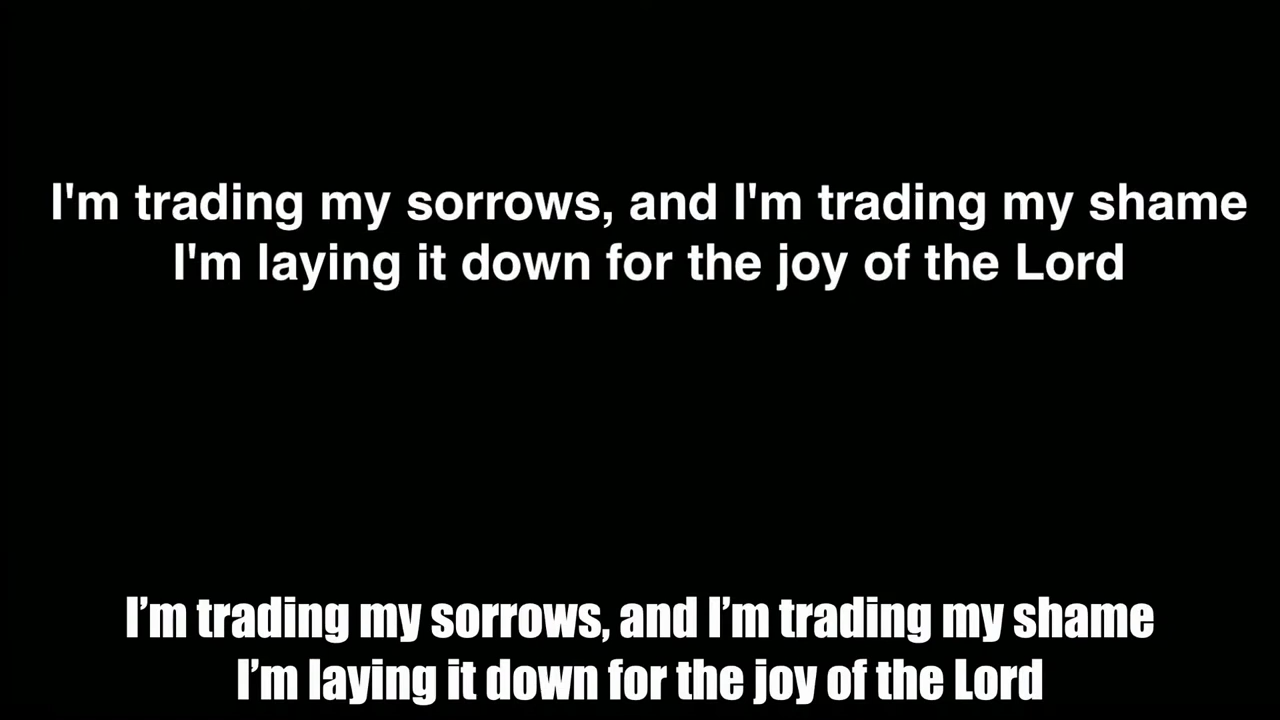 I'm trading my sorrows, and I'm trading my shame
I'm laying it down for the joy of the Lord
I’m trading my sorrows, and I’m trading my shame
I’m laying it down for the joy of the Lord